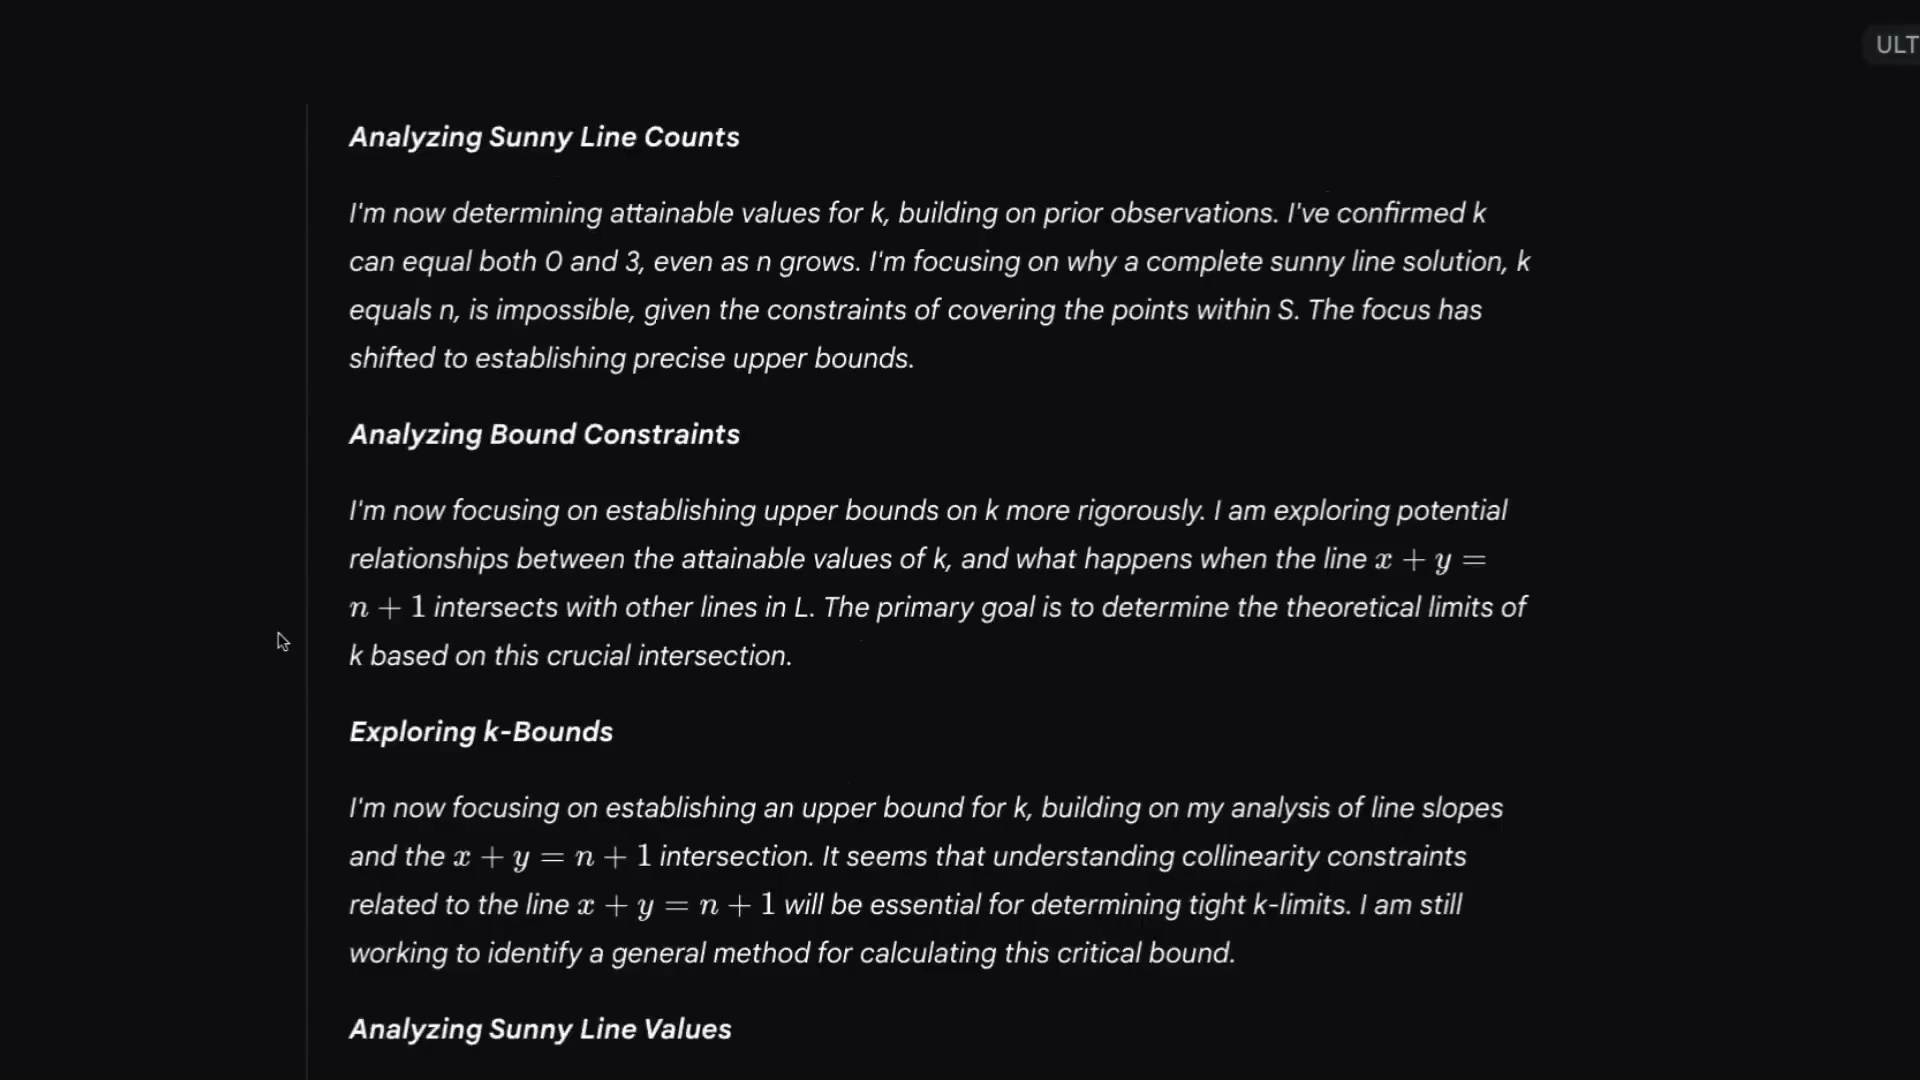 ULT
Analyzing Sunny Line Counts
I'm now determining attainable values for k, building on prior observations. I've confirmed k
can equal both 0 and 3, even as n grows. I'm focusing on why a complete sunny line solution, k
equals n, is impossible, given the constraints of covering the points within S. The focus has
shifted to establishing precise upper bounds.
Analyzing Bound Constraints
I'm now focusing on establishing upper bounds on k more rigorously. I am exploring potential
relationships between the attainable values of k, and what happens when the line x + y =
n + 1 intersects with other lines in L. The primary goal is to determine the theoretical limits of
k based on this crucial intersection.
Exploring k-Bounds
I'm now focusing on establishing an upper bound for k, building on my analysis of line slopes
and the x + y = n + 1 intersection. It seems that understanding collinearity constraints
related to the line x + y = n + 1 will be essential for determining tight k-limits. I am still
working to identify a general method for calculating this critical bound.
Analyzing Sunny Line Values